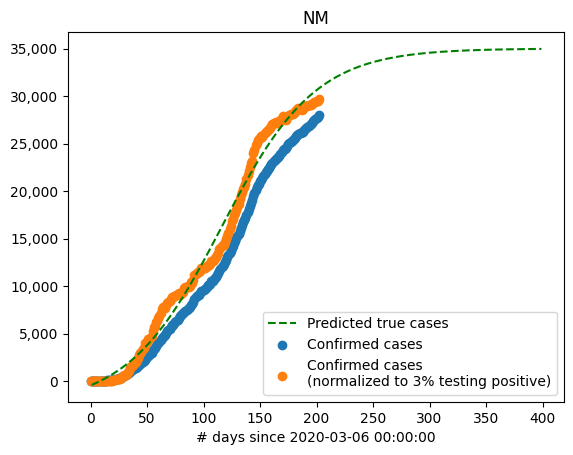 NM
35,000
30,000
25,000
20,000
15,000
10,000
5,000
0
Predicted true cases
Confirmed cases
Confirmed cases
(normalized to 3% testing positive)
0 50 100 150 200 250 300 350 400
# days since 2020-03-06 00:00:00